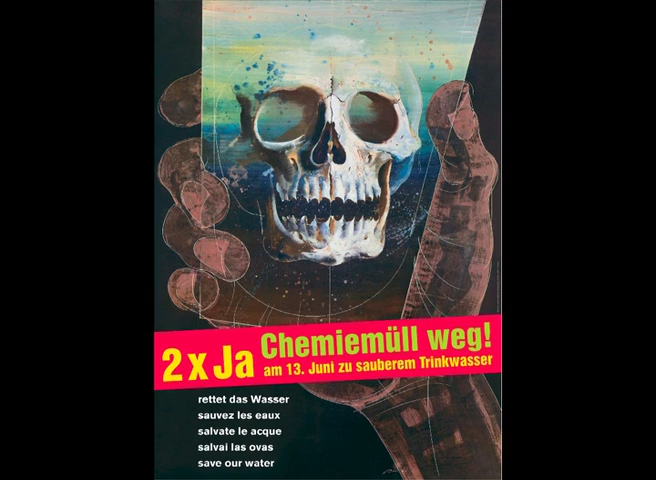 2 x Ja Chemiemüll weg!
am 13. Juni zu sauberem Trinkwasser
rettet das Wasser
sauvez les eaux
salvate le acque
salvai las ovas
save our water